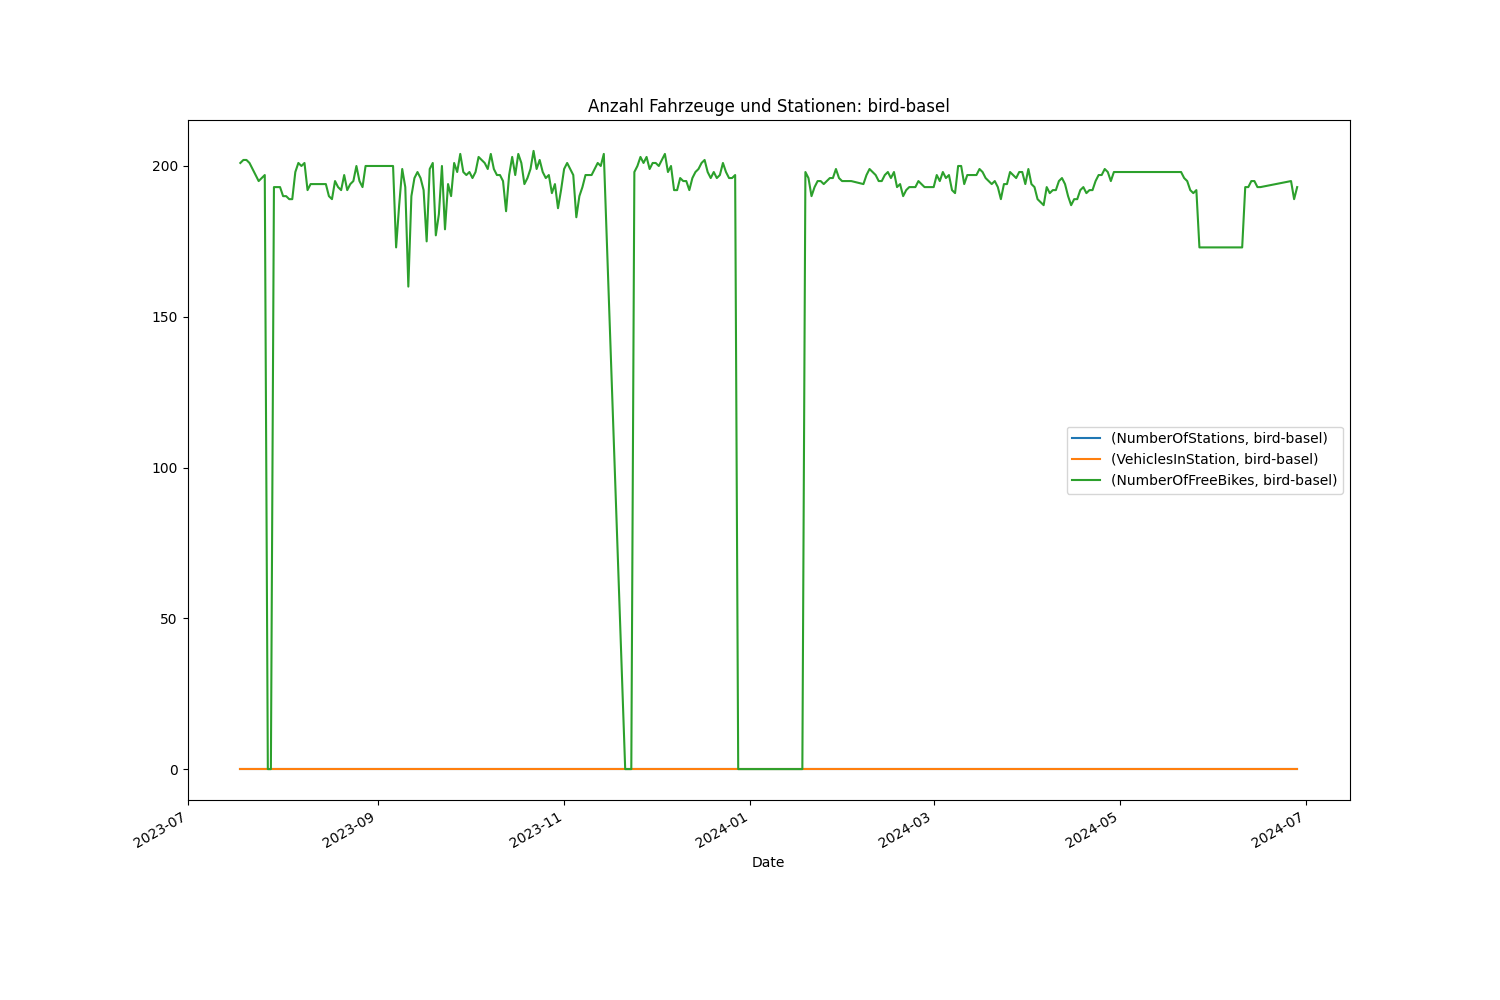 Anzahl Fahrzeuge und Stationen: bird-basel
200
150
100
50
0
(NumberOfStations, bird-basel)
(VehiclesInStation, bird-basel)
(NumberOfFreeBikes, bird-basel)
2023-07
2023-09
2023-11
2024-01
2024-03
2024-05
2024-07
Date